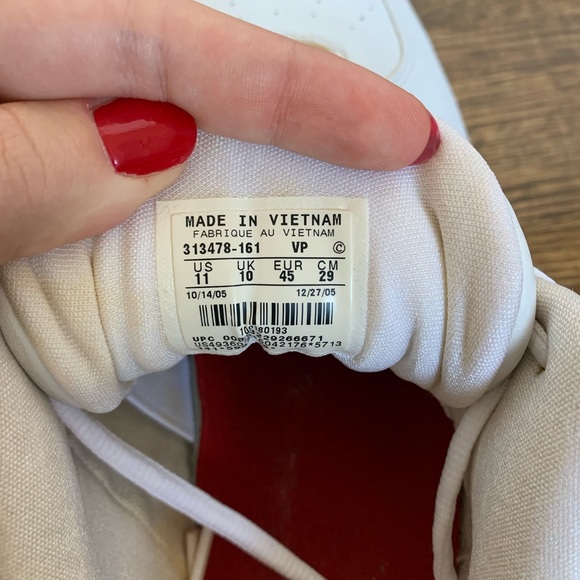 MADE IN VIETNAM
FABRIQUE AU VIETNAM
313478-161 VP ©
US UK EUR CM
11 10 45 29
10/14/05 12/27/05
UPC